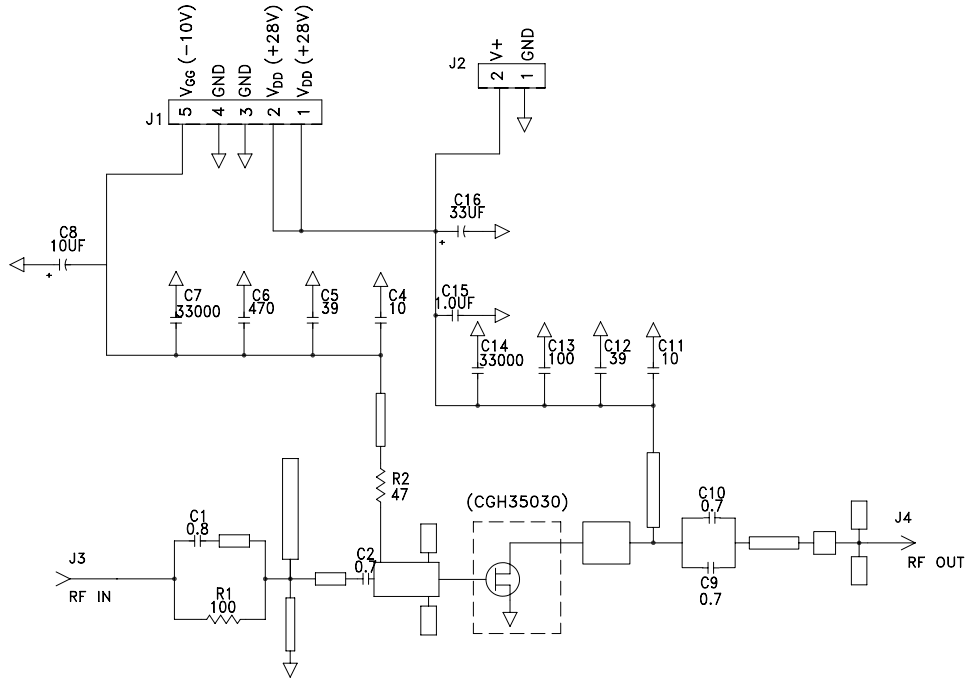 V_GG (-10V)
GND
GND
V_DD (+28V)
V_DD (+28V)
J1
5
4
3
2
1
J2
V+
GND
2
1
C8
10UF
+
C16
33UF
+
C15
1.0UF
C7
33000
C6
470
C5
39
C4
10
C14
33000
C13
100
C12
39
C11
10
R2
47
(CGH35030)
C10
0.7
C9
0.7
J4
RF OUT
C1
0.8
C2
0.7
J3
RF IN
R1
100